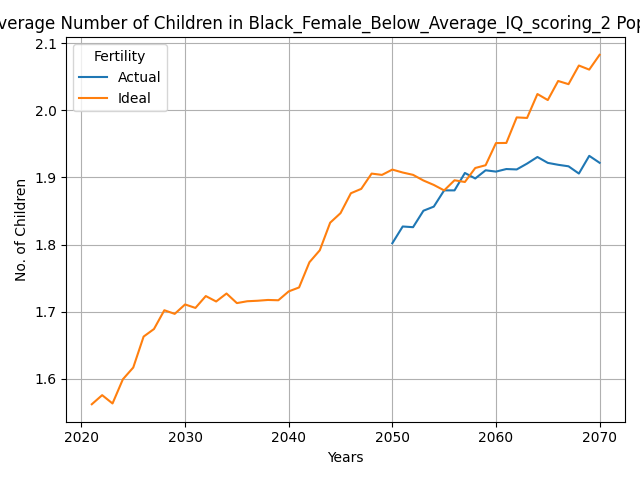 verage Number of Children in Black_Female_Below_Average_IQ_scoring_2 Pop
Fertility
Actual
Ideal
2.1
2.0
1.9
1.8
1.7
1.6
No. of Children
2020 2030 2040 2050 2060 2070
Years